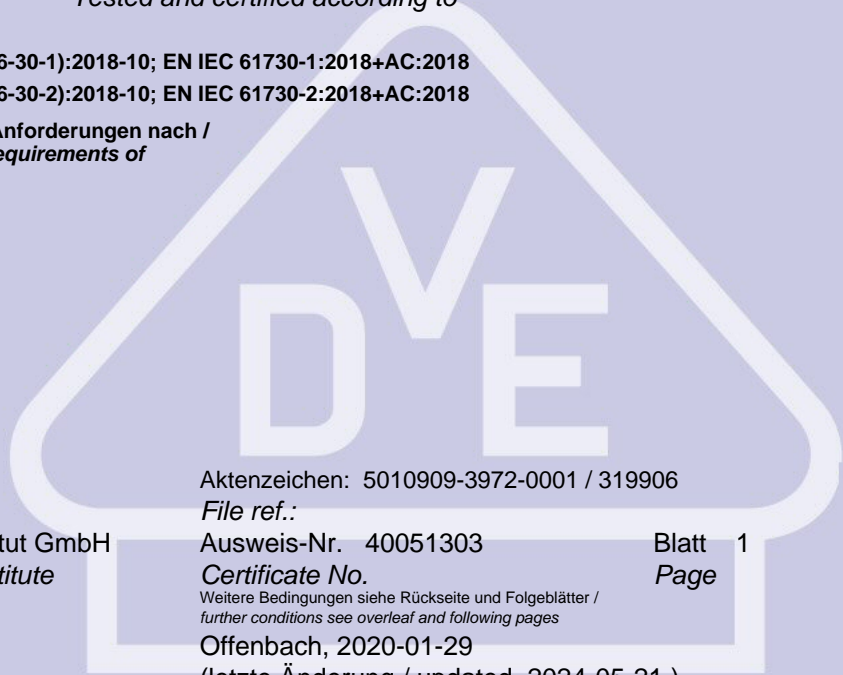 Tested and certified according to
6-30-1):2018-10; EN IEC 61730-1:2018+AC:2018
6-30-2):2018-10; EN IEC 61730-2:2018+AC:2018
Anforderungen nach /
equirements of
VDE
Aktenzeichen: 5010909-3972-0001 / 319906
File ref.:
tut GmbH Ausweis-Nr. 40051303 Blatt 1
titute Certificate No. Page
Weitere Bedingungen siehe Rückseite und Folgeblätter /
further conditions see overleaf and following pages
Offenbach, 2020-01-29
(letzte Änderung / updated 2024-05-21 )